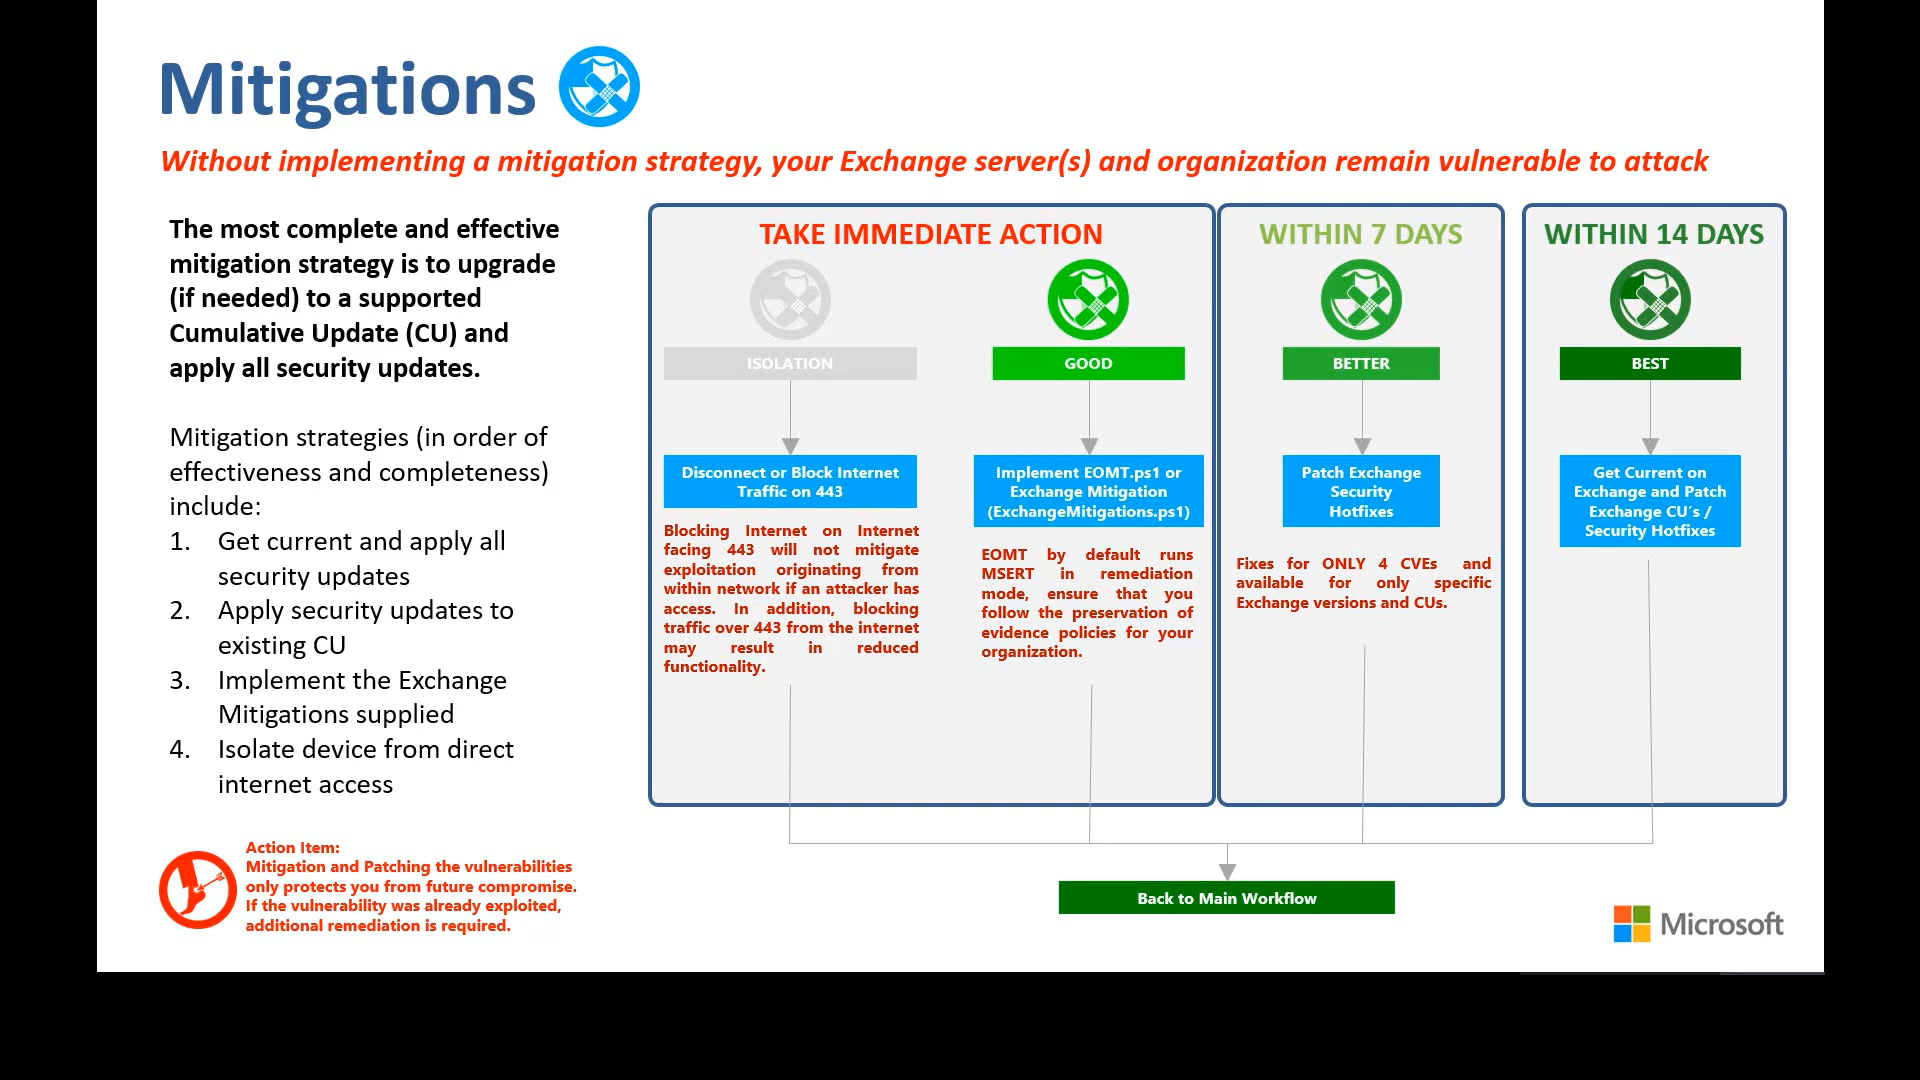 Mitigations
Without implementing a mitigation strategy, your Exchange server(s) and organization remain vulnerable to attack
The most complete and effective
mitigation strategy is to upgrade
(if needed) to a supported
Cumulative Update (CU) and
apply all security updates.
Mitigation strategies (in order of
effectiveness and completeness)
include:
1. Get current and apply all
security updates
2. Apply security updates to
existing CU
3. Implement the Exchange
Mitigations supplied
4. Isolate device from direct
internet access
Action Item:
Mitigation and Patching the vulnerabilities
only protects you from future compromise.
If the vulnerability was already exploited,
additional remediation is required.
TAKE IMMEDIATE ACTION
ISOLATION
Disconnect or Block Internet
Traffic on 443
Blocking Internet on Internet
facing 443 will not mitigate
exploitation originating from
within network if an attacker has
access. In addition, blocking
traffic over 443 from the internet
may result in reduced
functionality.
GOOD
Implement EOMT.ps1 or
Exchange Mitigation
(ExchangeMitigations.ps1)
EOMT by default runs
MSERT in remediation
mode, ensure that you
follow the preservation of
evidence policies for your
organization.
WITHIN 7 DAYS
BETTER
Patch Exchange
Security
Hotfixes
Fixes for ONLY 4 CVEs and
available for only specific
Exchange versions and CUs.
WITHIN 14 DAYS
BEST
Get Current on
Exchange and Patch
Exchange CU's /
Security Hotfixes
Back to Main Workflow
Microsoft